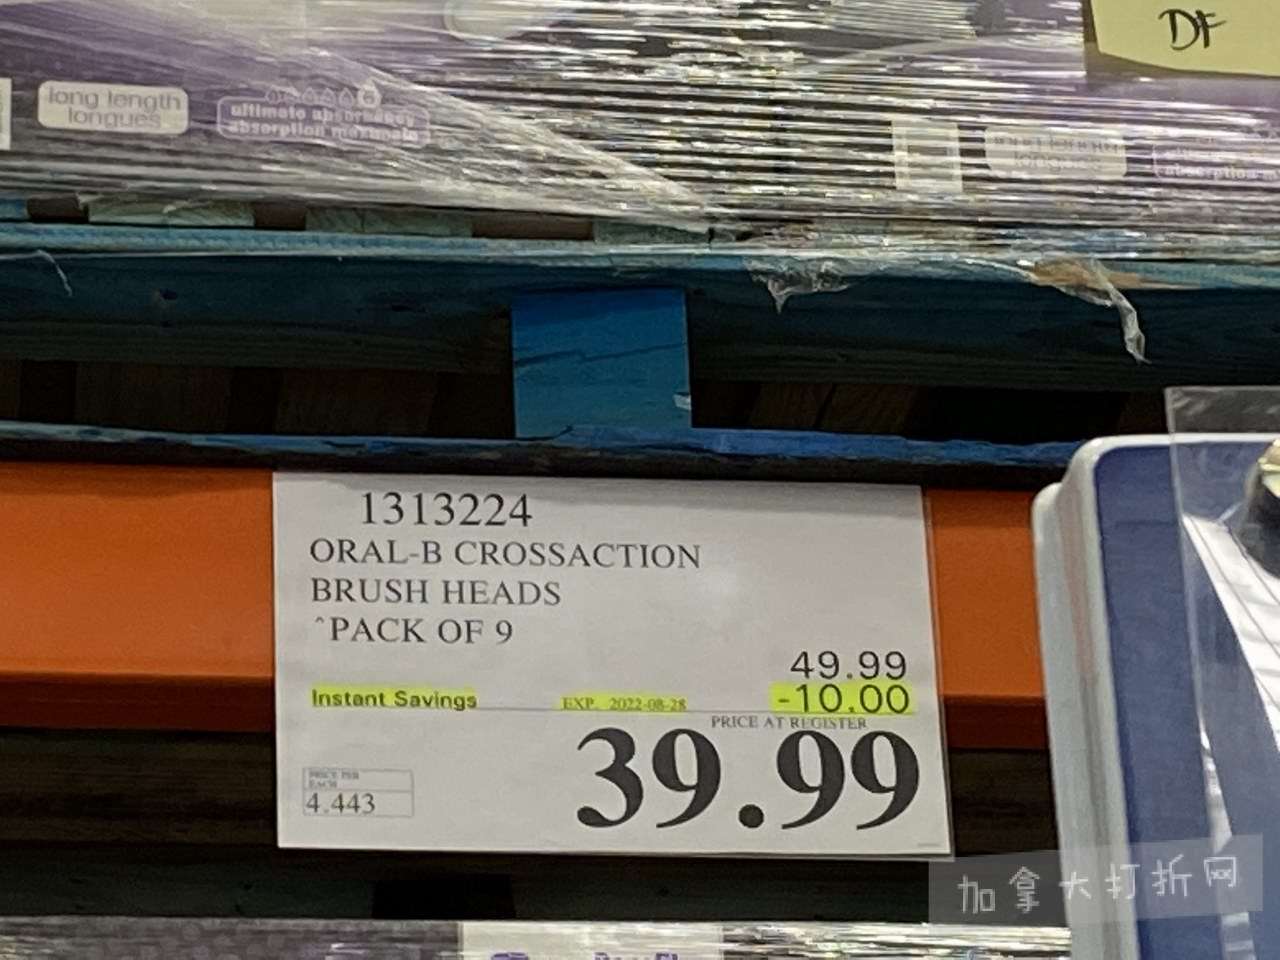 DF
long length
longues
ultimate absorbency
absorption maximale
longues
absorption m
1313224
ORAL-B CROSSACTION
BRUSH HEADS
^PACK OF 9
49.99
Instant Savings EXP. 2022-08-28 -10.00
PRICE AT REGISTER
39.99
PRICE PER
EACH
4.443
加拿大打折网